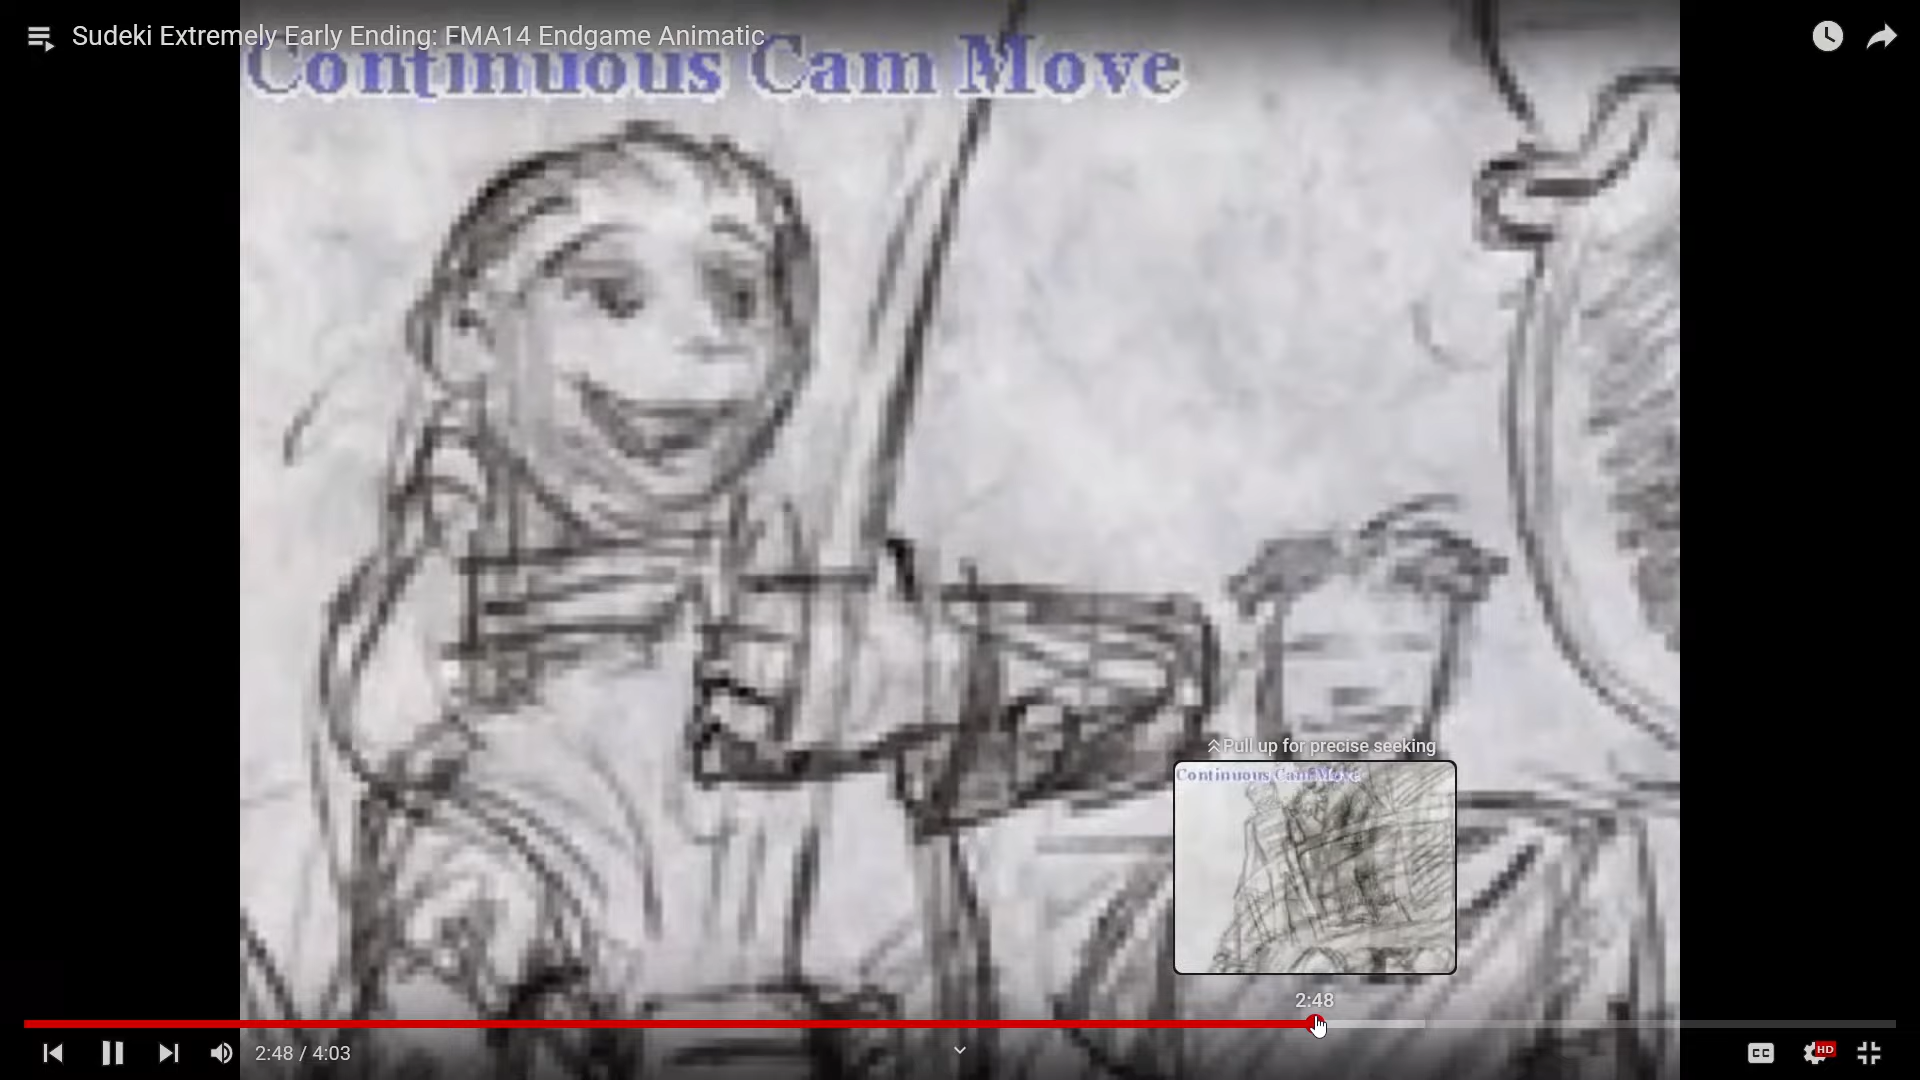 Sudeki Extremely Early Ending: FMA14 Endgame Animatic
Continuous Cam Move
Pull up for precise seeking
Continuous Cam Move
2:48
2:48 / 4:03
CC
HD